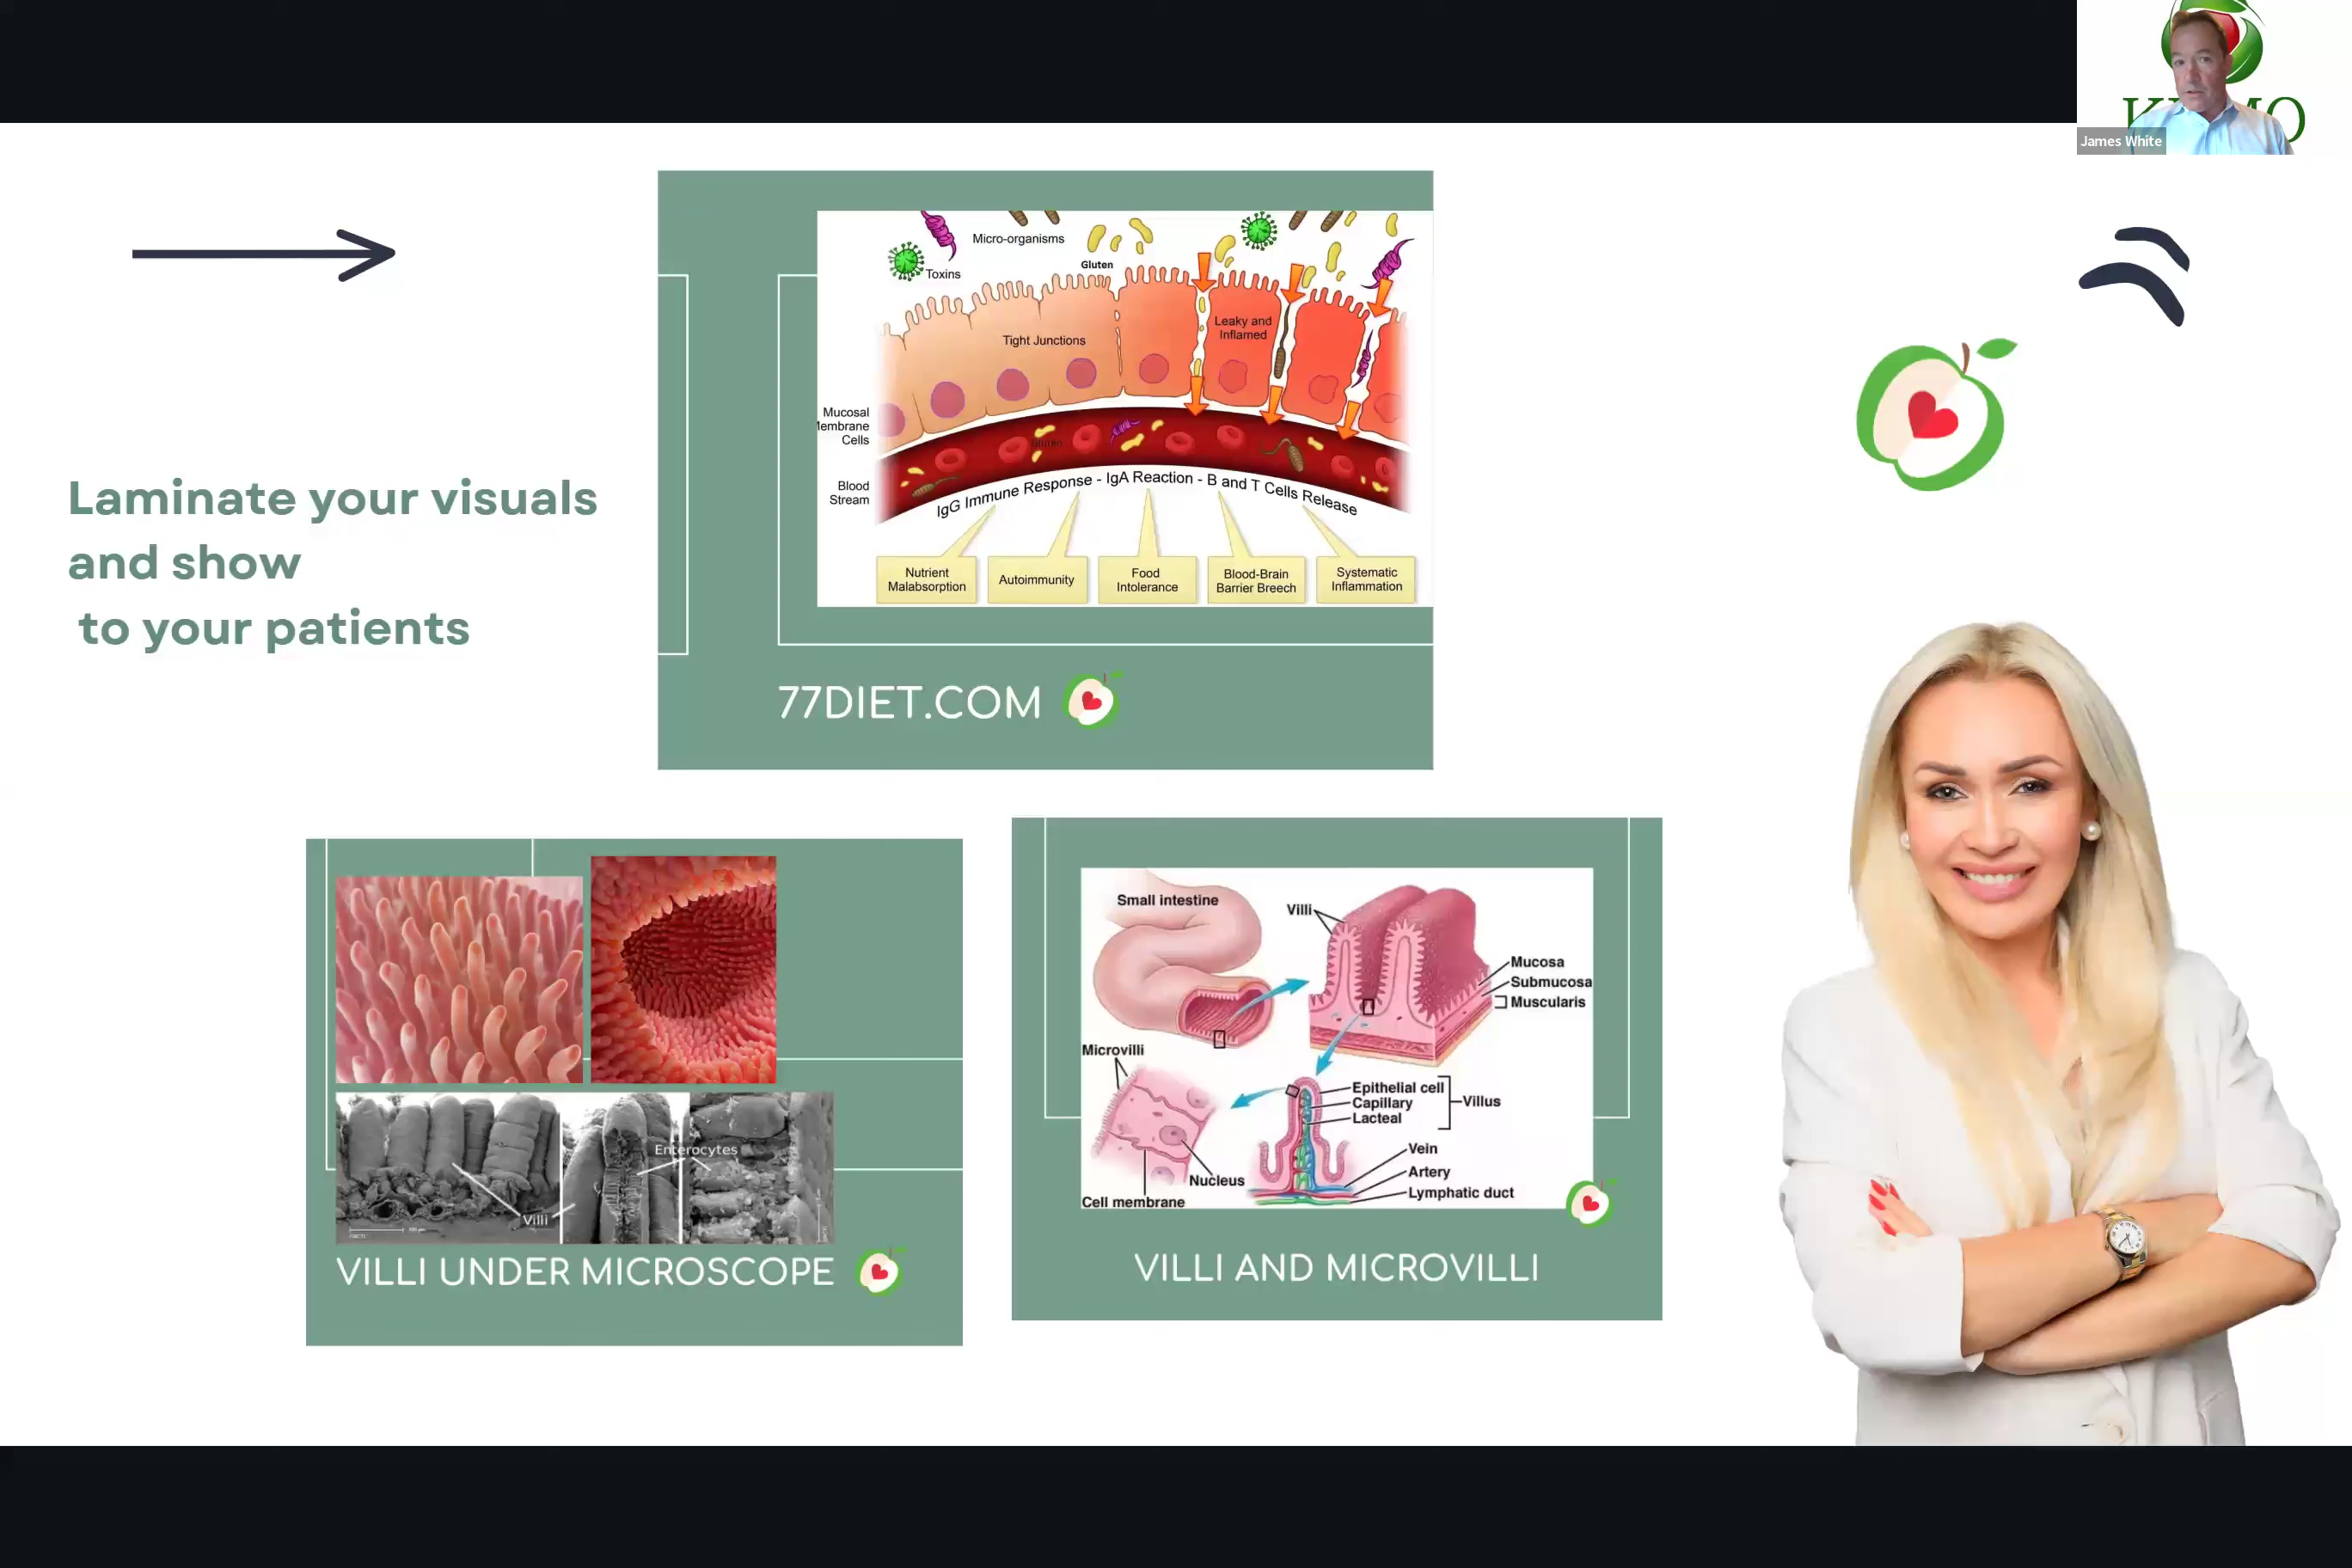 James White
Laminate your visuals
and show
to your patients
Micro-organisms
Toxins
Gluten
Tight Junctions
Leaky and
Inflamed
Mucosal
Membrane
Cells
Gluten
Blood
Stream
IgG Immune Response - IgA Reaction - B and T Cells Release
Nutrient
Malabsorption
Autoimmunity
Food
Intolerance
Blood-Brain
Barrier Breech
Systematic
Inflammation
77DIET.COM
Enterocytes
Villi
VILLI UNDER MICROSCOPE
Small intestine
Villi
Mucosa
Submucosa
Muscularis
Microvilli
Epithelial cell
Capillary
Lacteal
Villus
Vein
Artery
Lymphatic duct
Nucleus
Cell membrane
VILLI AND MICROVILLI